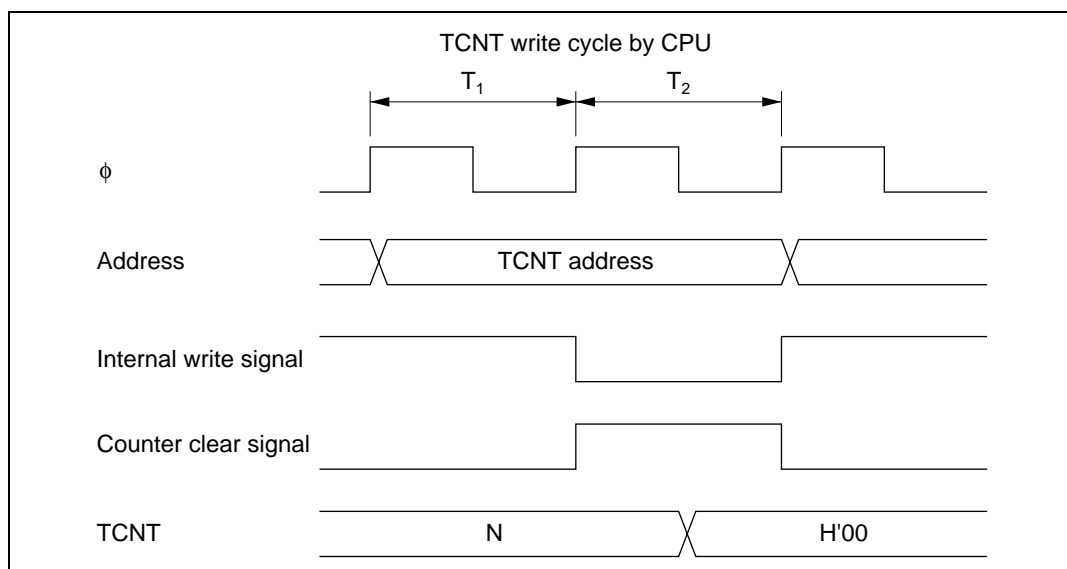 TCNT write cycle by CPU
T₁ T₂
ϕ
Address TCNT address
Internal write signal
Counter clear signal
TCNT N H'00